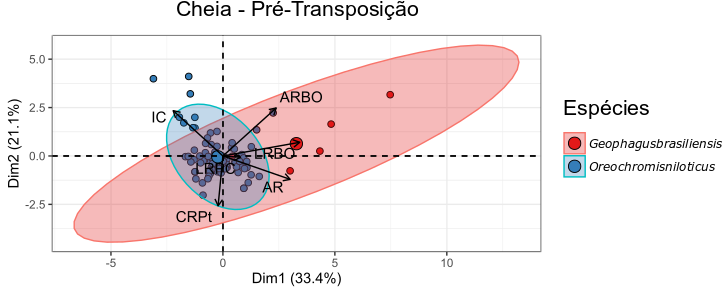 Cheia - Pré-Transposição
5.0
2.5
0.0
-2.5
Dim2 (21.1%)
IC
ARBO
LRBO
LRPC
AR
CRPt
-5
0
5
10
Dim1 (33.4%)
Espécies
Geophagusbrasiliensis
Oreochromisniloticus